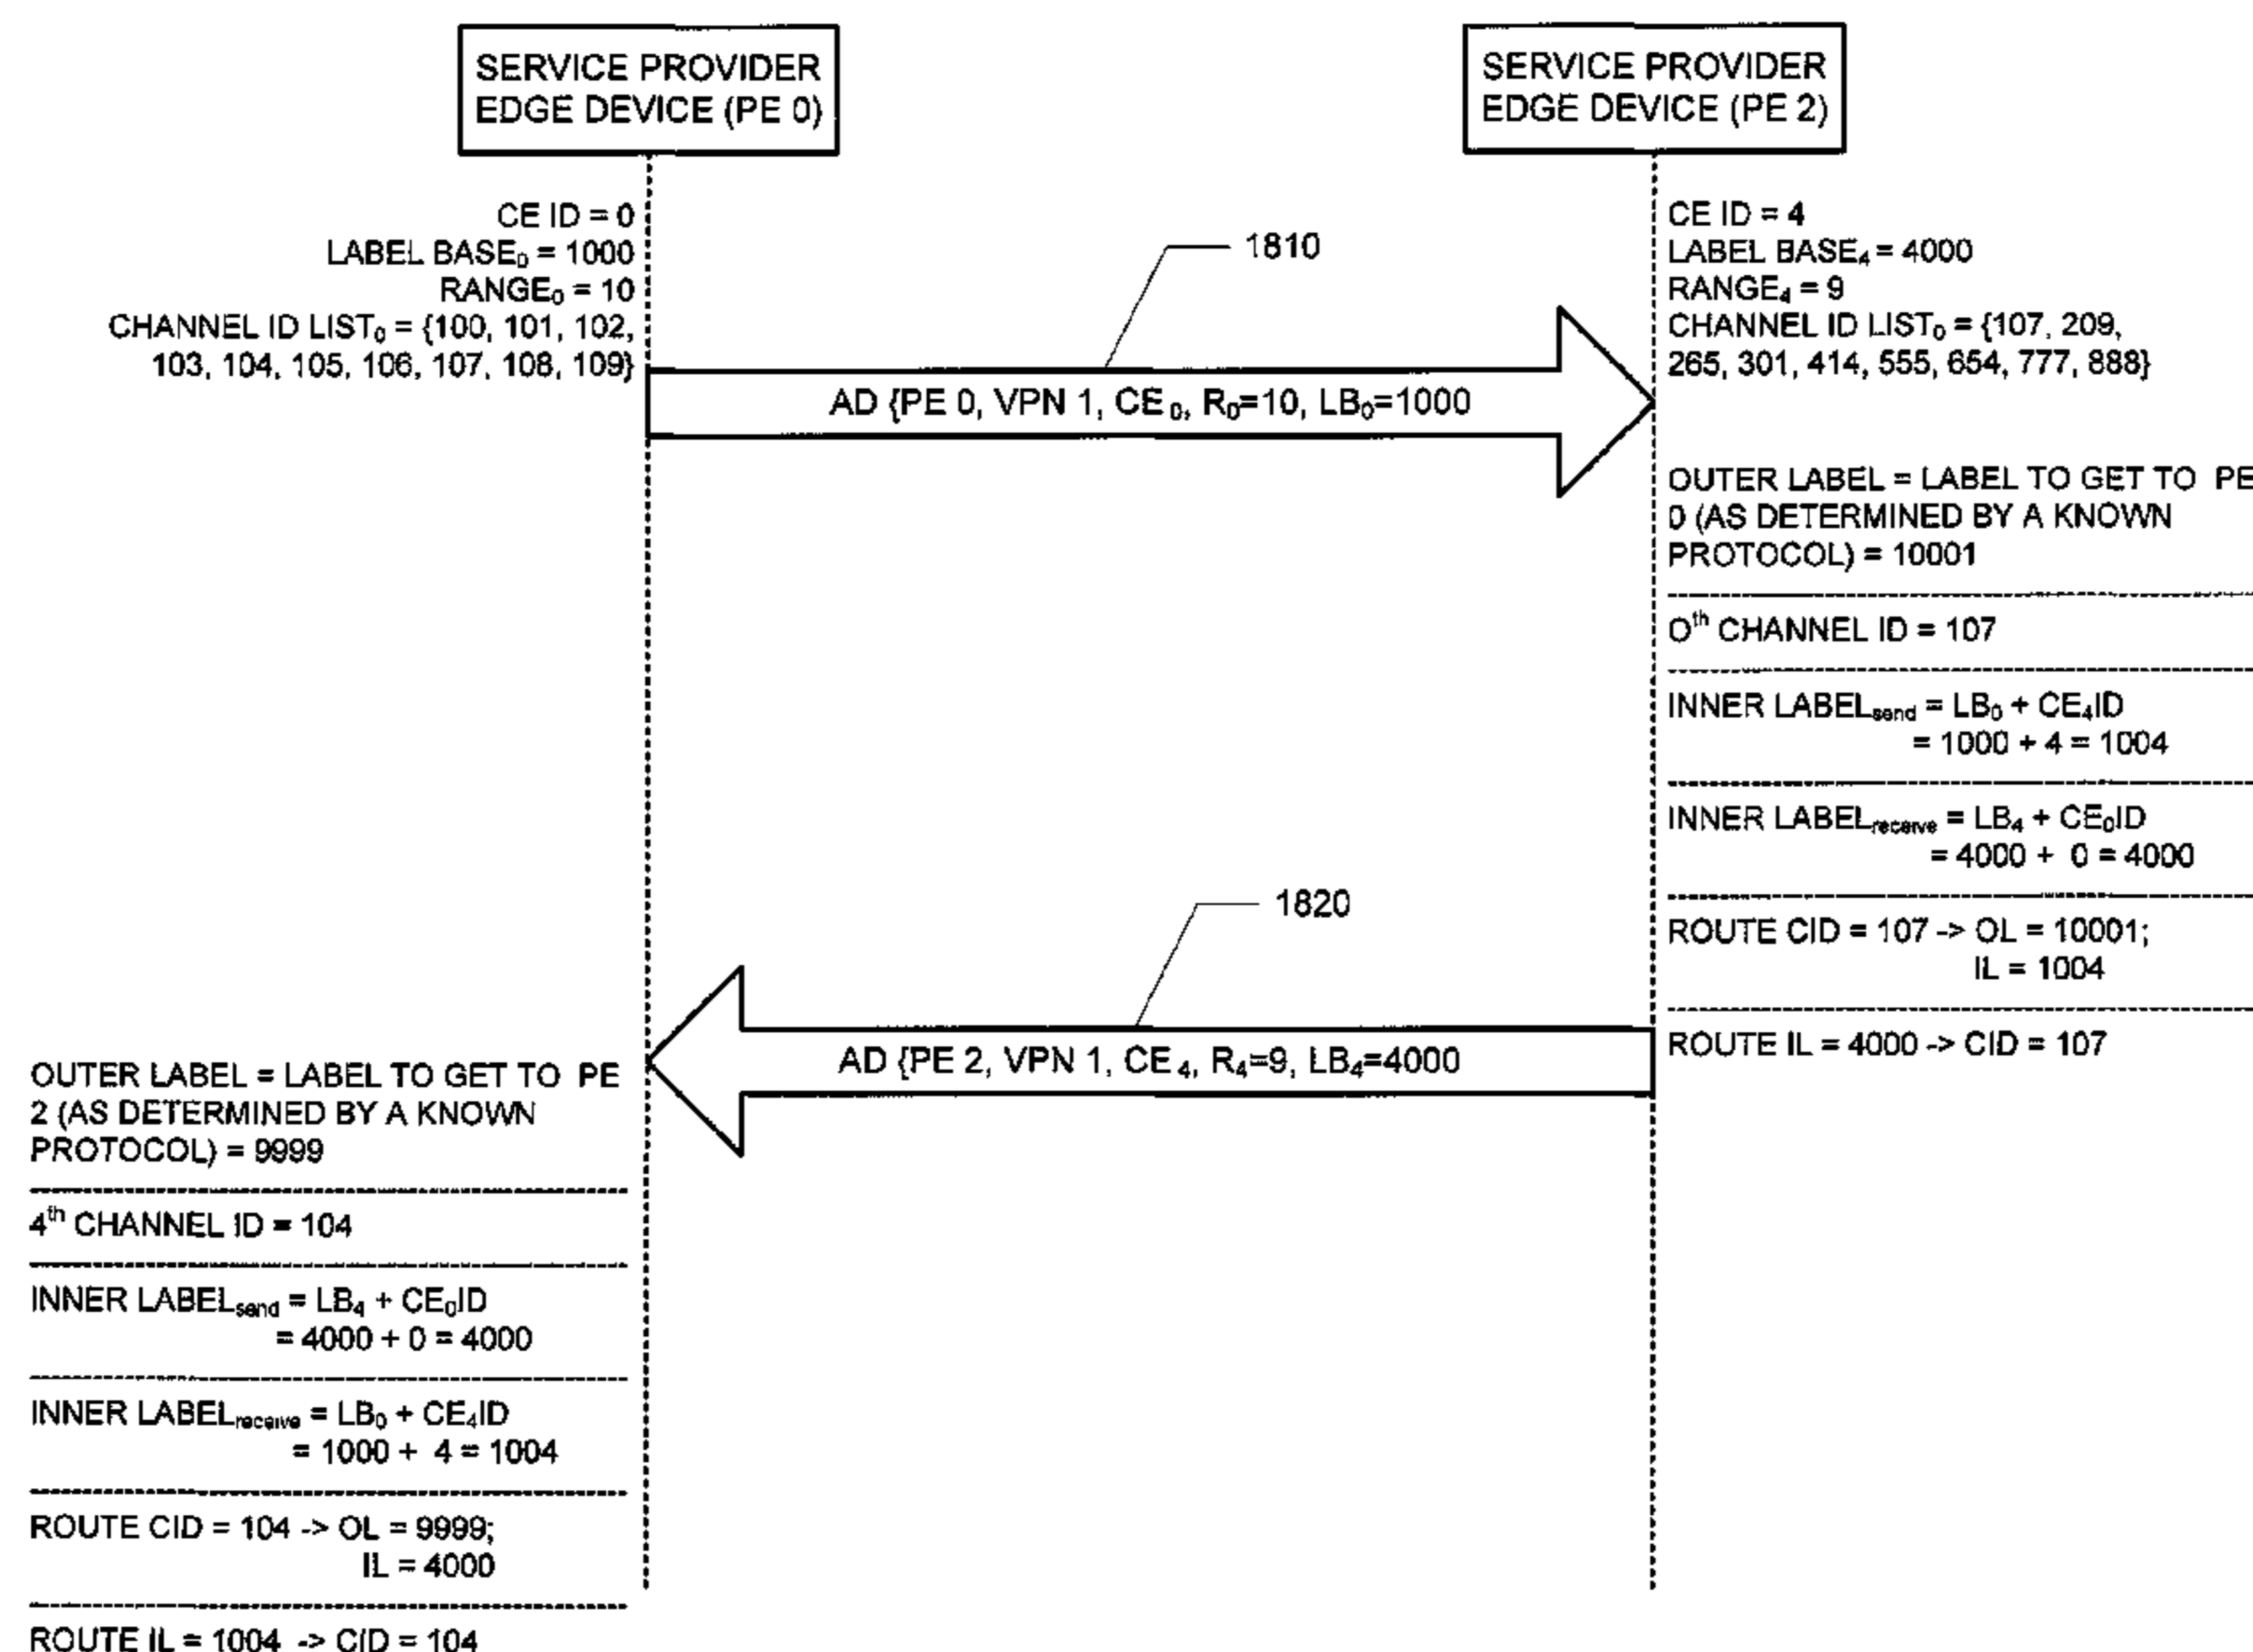 SERVICE PROVIDER
EDGE DEVICE (PE 0)
SERVICE PROVIDER
EDGE DEVICE (PE 2)
CE ID = 0
LABEL BASE₀ = 1000
RANGE₀ = 10
CHANNEL ID LIST₀ = {100, 101, 102,
103, 104, 105, 106, 107, 108, 109}
1810
CE ID = 4
LABEL BASE₄ = 4000
RANGE₄ = 9
CHANNEL ID LIST₀ = {107, 209,
265, 301, 414, 555, 654, 777, 888}
AD {PE 0, VPN 1, CE ₀, R₀=10, LB₀=1000
OUTER LABEL = LABEL TO GET TO PE
0 (AS DETERMINED BY A KNOWN
PROTOCOL) = 10001
Oᵗʰ CHANNEL ID = 107
INNER LABELsend = LB₀ + CE₄ID
= 1000 + 4 = 1004
INNER LABELreceive = LB₄ + CE₀ID
= 4000 + 0 = 4000
ROUTE CID = 107 -> OL = 10001;
IL = 1004
ROUTE IL = 4000 -> CID = 107
1820
AD {PE 2, VPN 1, CE ₄, R₄=9, LB₄=4000
OUTER LABEL = LABEL TO GET TO PE
2 (AS DETERMINED BY A KNOWN
PROTOCOL) = 9999
4ᵗʰ CHANNEL ID = 104
INNER LABELsend = LB₄ + CE₀ID
= 4000 + 0 = 4000
INNER LABELreceive = LB₀ + CE₄ID
= 1000 + 4 = 1004
ROUTE CID = 104 -> OL = 9999;
IL = 4000
ROUTE IL = 1004 -> CID = 104